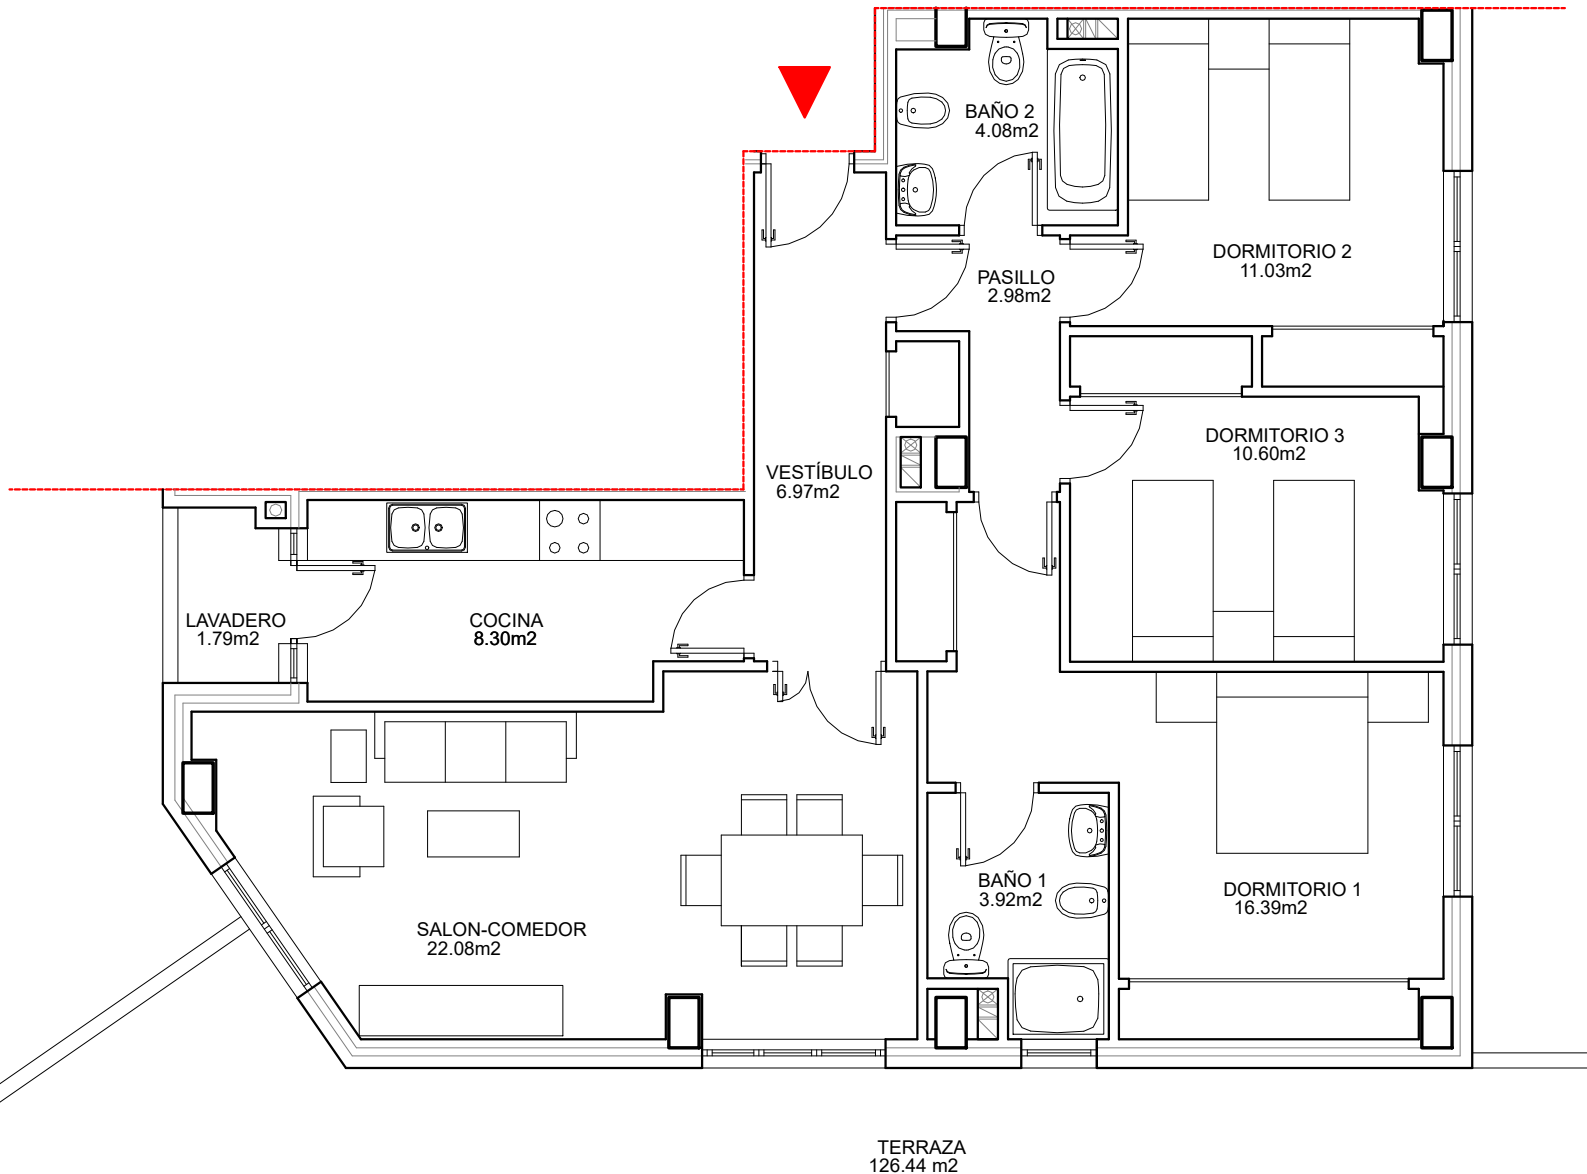 BAÑO 2
4.08m2
DORMITORIO 2
11.03m2
PASILLO
2.98m2
DORMITORIO 3
10.60m2
VESTÍBULO
6.97m2
LAVADERO
1.79m2
COCINA
8.30m2
BAÑO 1
3.92m2
DORMITORIO 1
16.39m2
SALON-COMEDOR
22.08m2
TERRAZA
126.44 m2